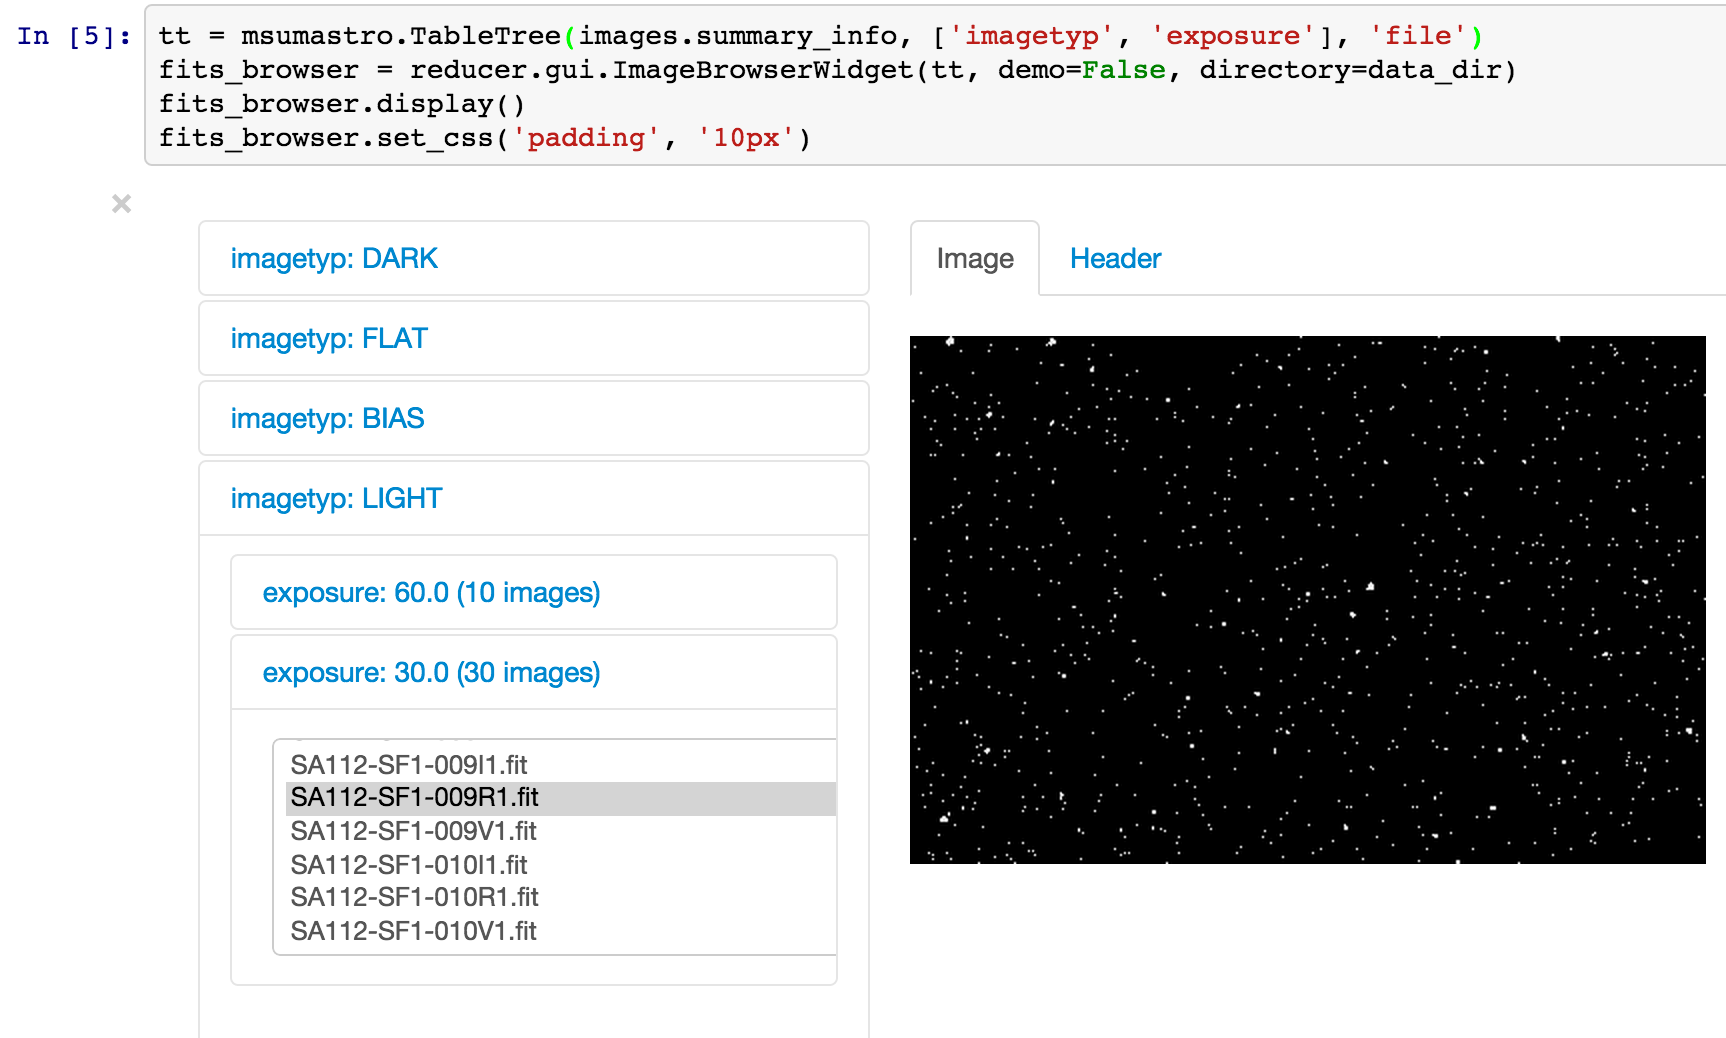 In [5]: tt = msumastro.TableTree(images.summary_info, ['imagetyp', 'exposure'], 'file')
fits_browser = reducer.gui.ImageBrowserWidget(tt, demo=False, directory=data_dir)
fits_browser.display()
fits_browser.set_css('padding', '10px')
×
imagetyp: DARK
imagetyp: FLAT
imagetyp: BIAS
imagetyp: LIGHT
exposure: 60.0 (10 images)
exposure: 30.0 (30 images)
SA112-SF1-009I1.fit
SA112-SF1-009R1.fit
SA112-SF1-009V1.fit
SA112-SF1-010I1.fit
SA112-SF1-010R1.fit
SA112-SF1-010V1.fit
Image
Header